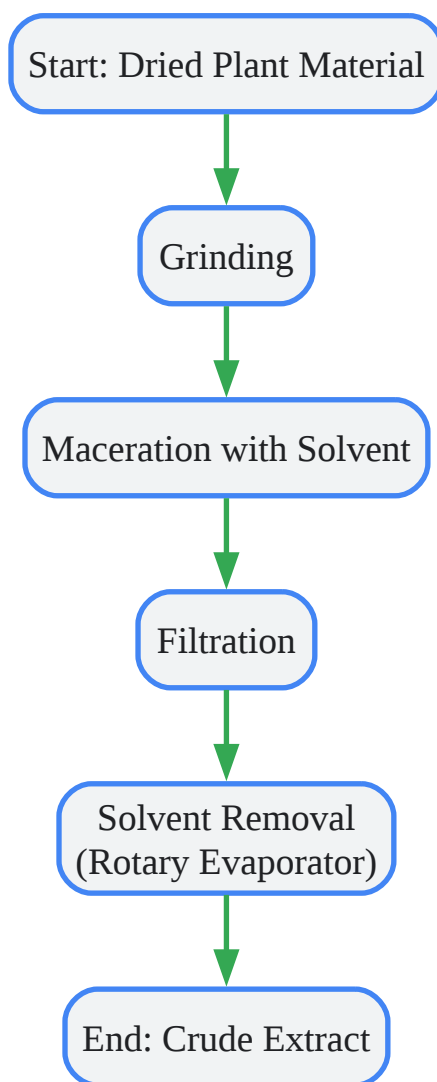 Start: Dried Plant Material
Grinding
Maceration with Solvent
Filtration
Solvent Removal
(Rotary Evaporator)
End: Crude Extract